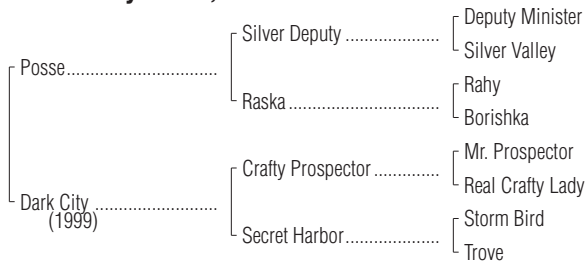 Deputy Minister
Silver Deputy ....................
Silver Valley
Posse................................
Rahy
Raska................................
Borishka
Mr. Prospector
Crafty Prospector ..............
Real Crafty Lady
Dark City ..........................
(1999)
Storm Bird
Secret Harbor....................
Trove